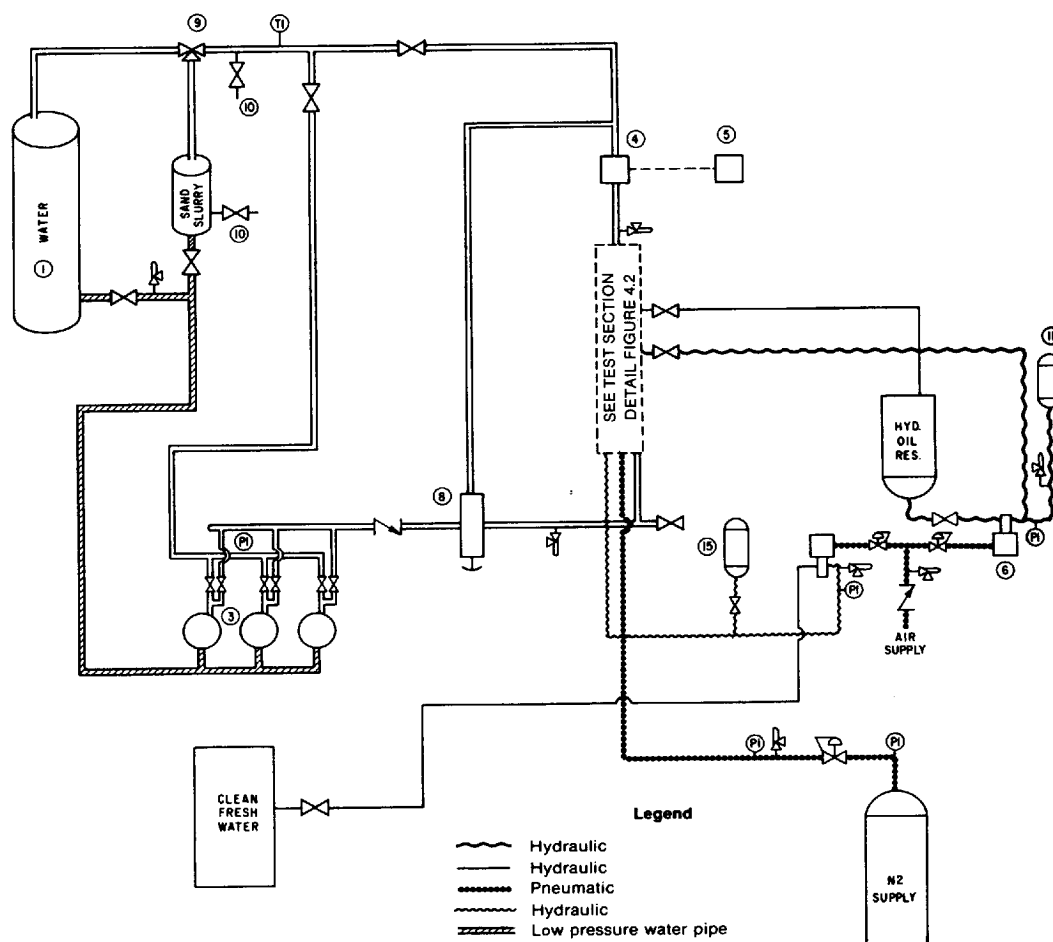 9
TI
10
4
5
WATER
SAND
SLURRY
10
1
SEE TEST SECTION
DETAIL FIGURE 4.2
HYD.
OIL
RES.
8
PI
15
PI
6
PI
3
AIR
SUPPLY
PI
PI
CLEAN
FRESH
WATER
N2
SUPPLY
Legend
Hydraulic
Hydraulic
Pneumatic
Hydraulic
Low pressure water pipe